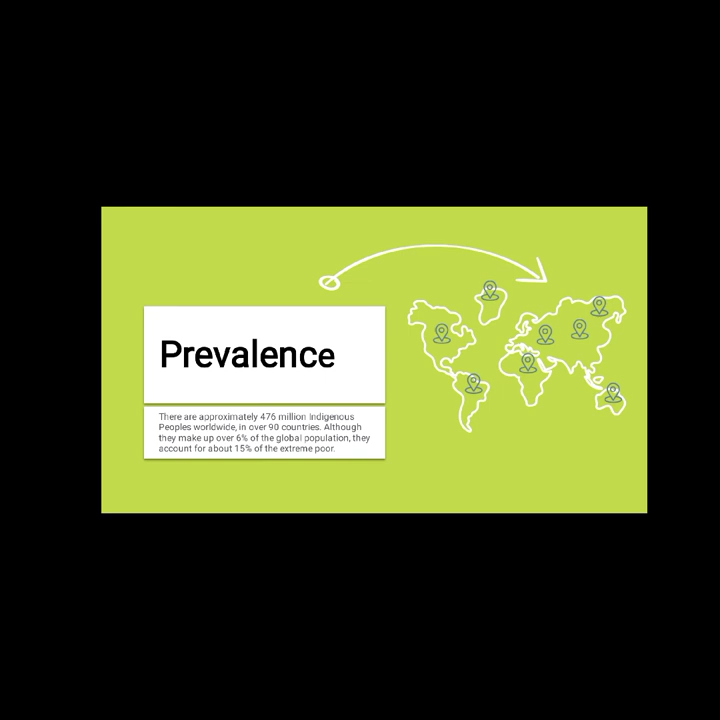 Prevalence
There are approximately 476 million Indigenous
Peoples worldwide, in over 90 countries. Although
they make up over 6% of the global population, they
account for about 15% of the extreme poor.